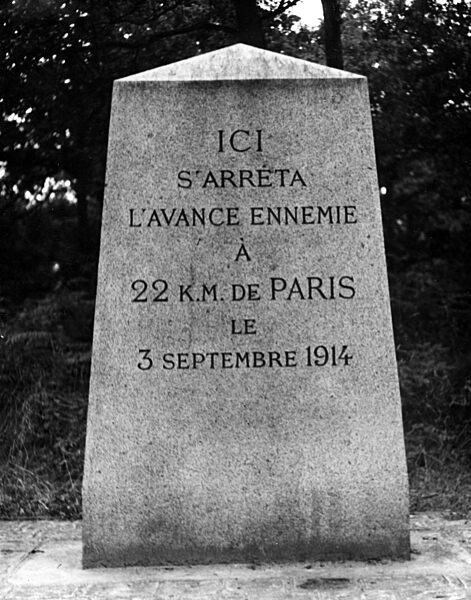 ICI
S'ARRÊTA
L'AVANCE ENNEMIE
À
22 K.M. DE PARIS
LE
3 SEPTEMBRE 1914